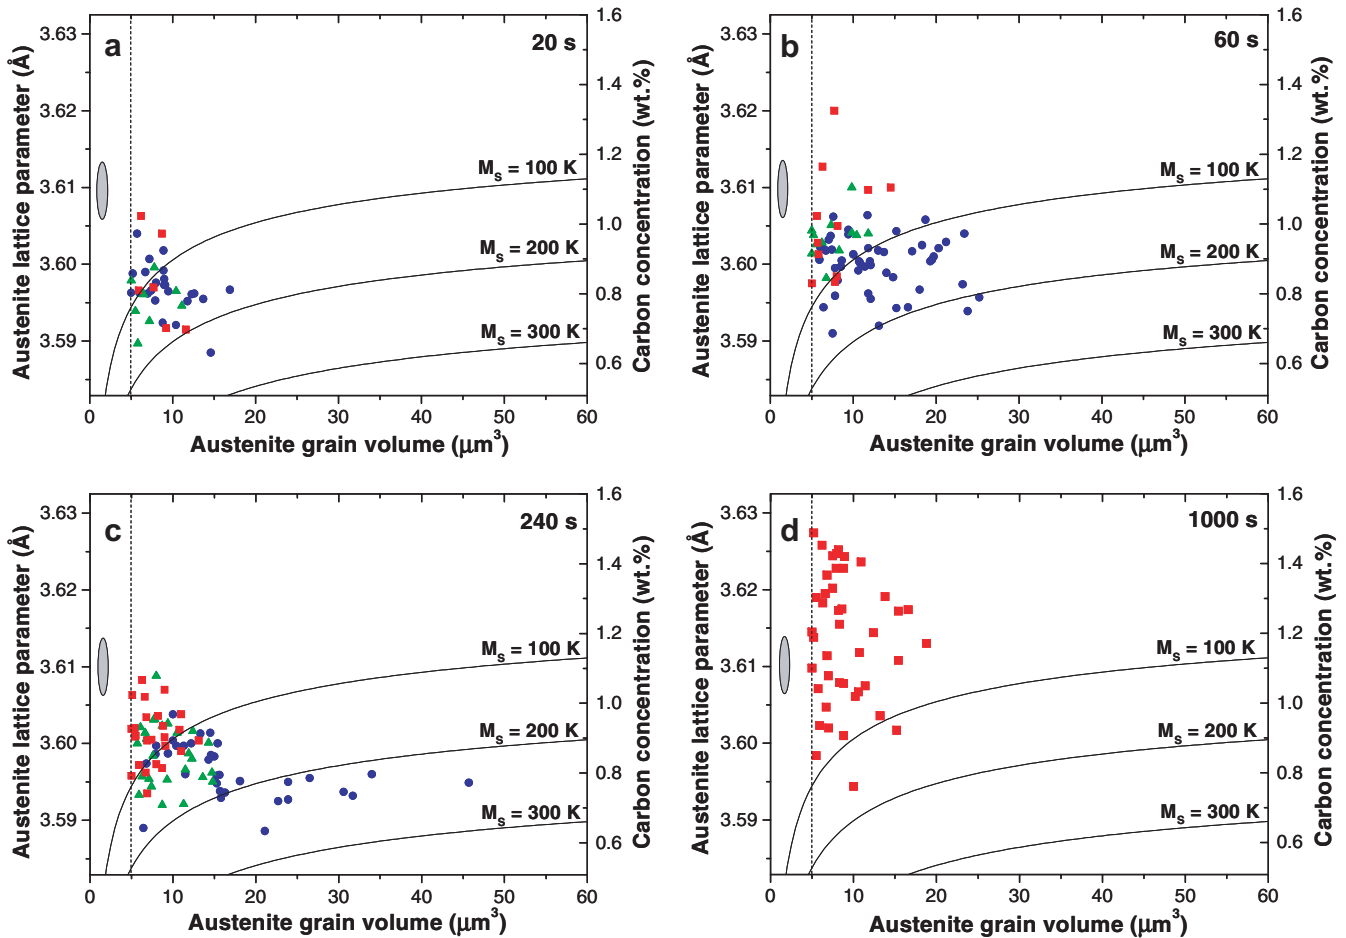 a
20 s
3.63
3.62
3.61
3.60
3.59
1.6
1.4
1.2
1.0
0.8
0.6
M_S = 100 K
M_S = 200 K
M_S = 300 K
0 10 20 30 40 50 60
Austenite grain volume (μm³)
Austenite lattice parameter (Å)
Carbon concentration (wt.%)
b
60 s
3.63
3.62
3.61
3.60
3.59
1.6
1.4
1.2
1.0
0.8
0.6
M_S = 100 K
M_S = 200 K
M_S = 300 K
0 10 20 30 40 50 60
Austenite grain volume (μm³)
Austenite lattice parameter (Å)
Carbon concentration (wt.%)
c
240 s
3.63
3.62
3.61
3.60
3.59
1.6
1.4
1.2
1.0
0.8
0.6
M_S = 100 K
M_S = 200 K
M_S = 300 K
0 10 20 30 40 50 60
Austenite grain volume (μm³)
Austenite lattice parameter (Å)
Carbon concentration (wt.%)
d
1000 s
3.63
3.62
3.61
3.60
3.59
1.6
1.4
1.2
1.0
0.8
0.6
M_S = 100 K
M_S = 200 K
M_S = 300 K
0 10 20 30 40 50 60
Austenite grain volume (μm³)
Austenite lattice parameter (Å)
Carbon concentration (wt.%)